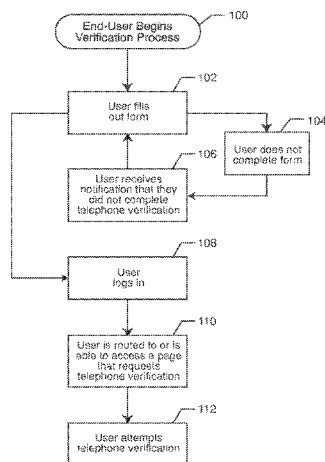 End-User Begins
Verification Process
100
102
User fills
out form
104
User does not
complete form
106
User receives
notification that they
did not complete
telephone verification
108
User
logs in
110
User is routed to or is
able to access a page
that requests
telephone verification
112
User attempts
telephone verification